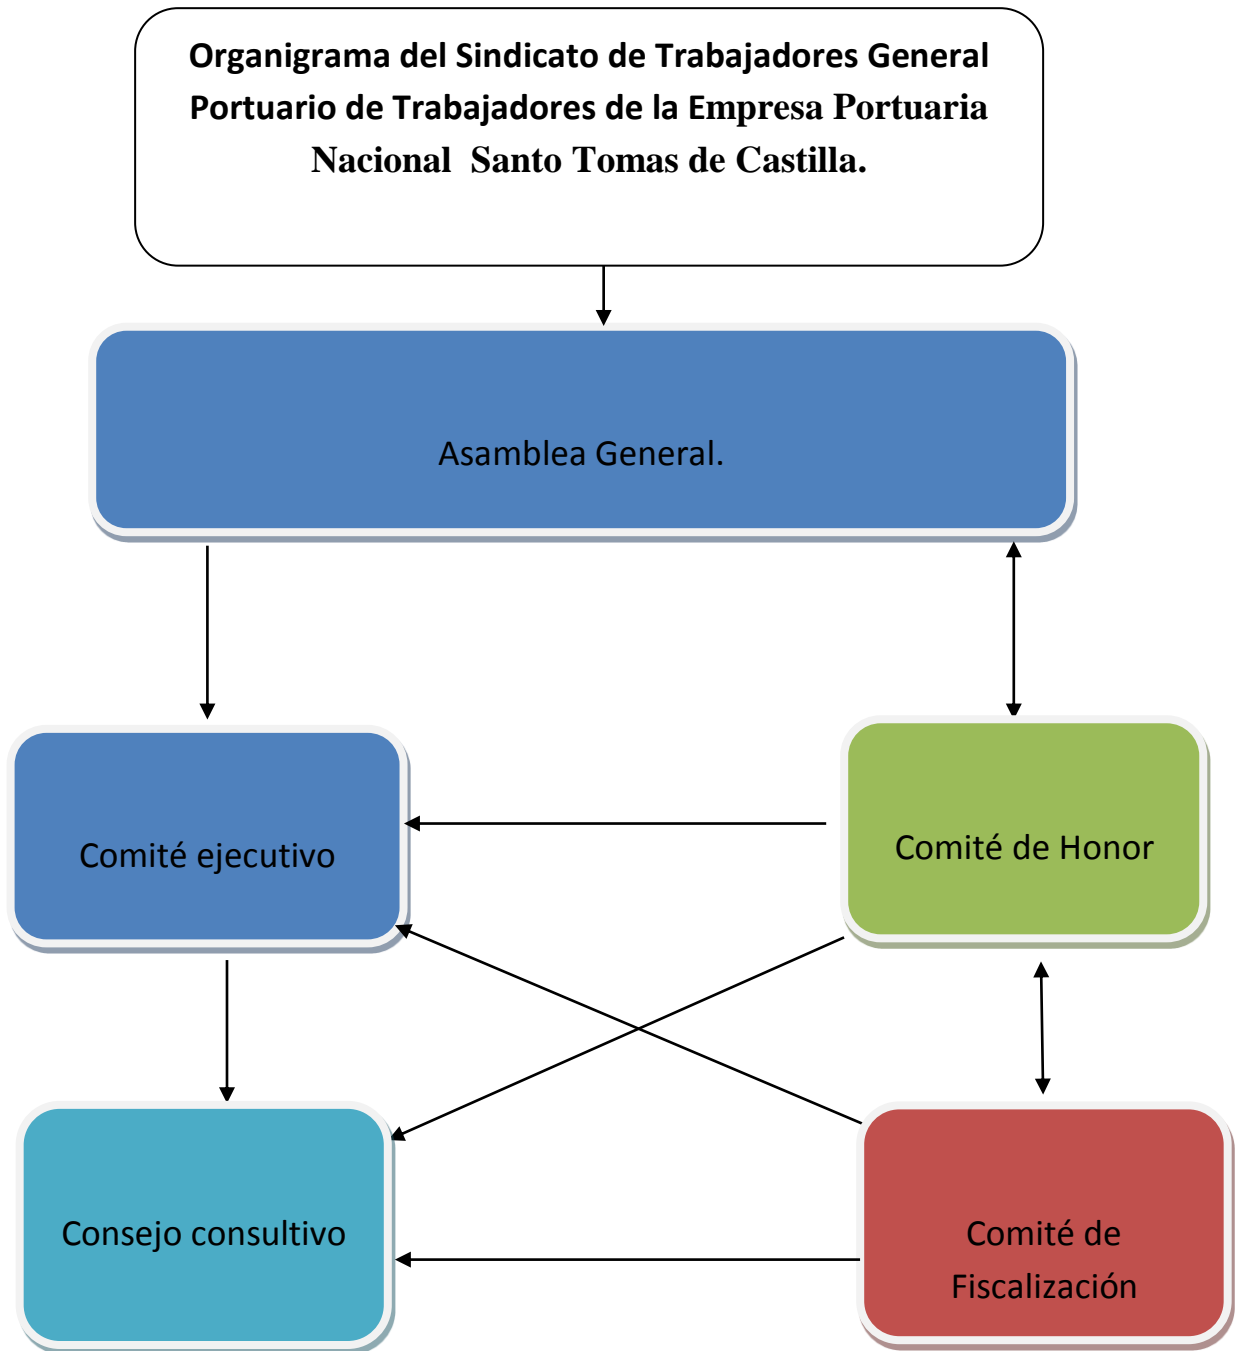 Organigrama del Sindicato de Trabajadores General
Portuario de Trabajadores de la Empresa Portuaria
Nacional Santo Tomas de Castilla.
Asamblea General.
Comité ejecutivo
Comité de Honor
Consejo consultivo
Comité de
Fiscalización